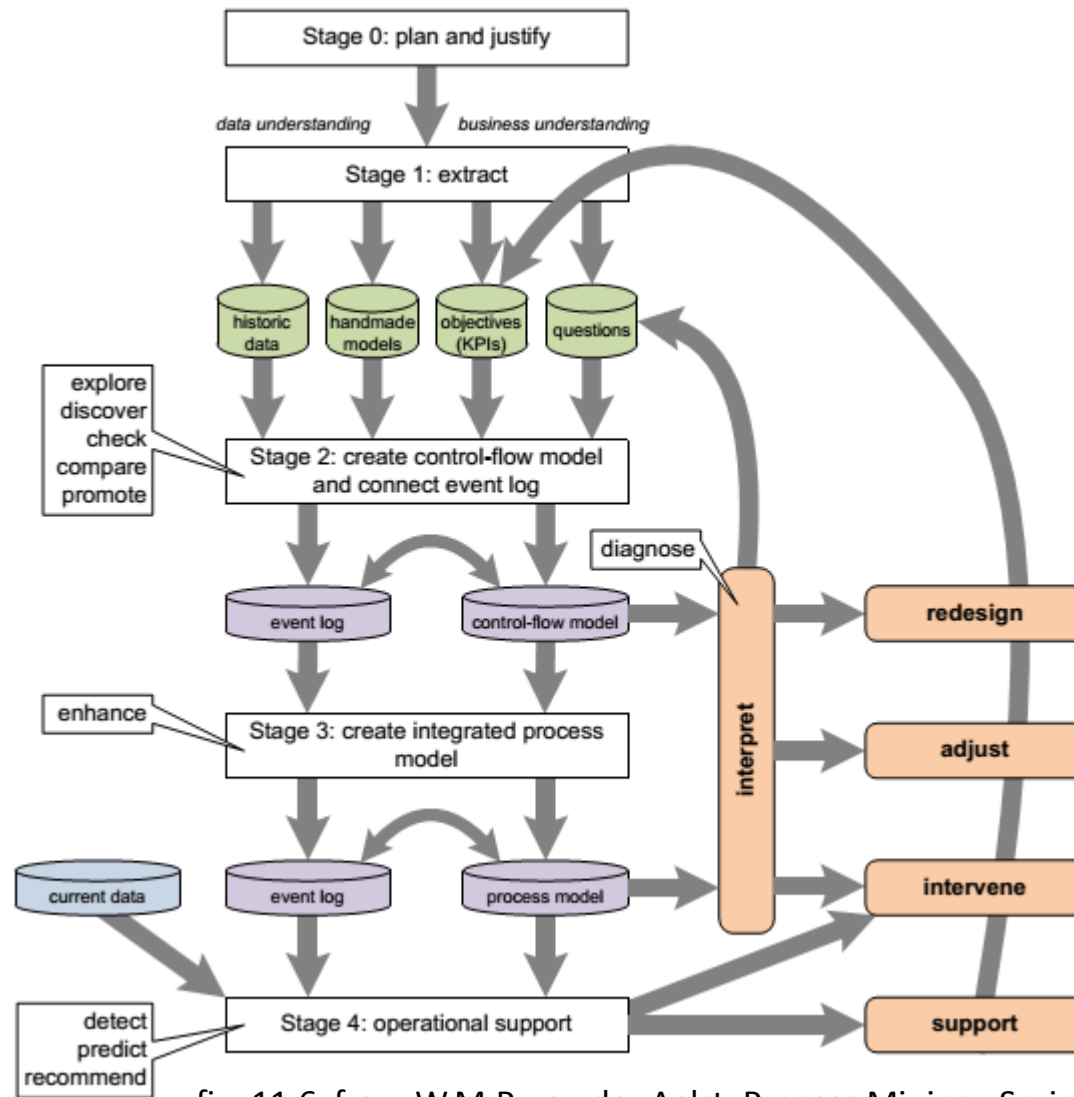 Stage 0: plan and justify
data understanding
business understanding
Stage 1: extract
historic
data
handmade
models
objectives
(KPIs)
questions
explore
discover
check
compare
promote
Stage 2: create control-flow model
and connect event log
diagnose
event log
control-flow model
redesign
enhance
Stage 3: create integrated process
model
interpret
adjust
current data
event log
process model
intervene
detect
predict
recommend
Stage 4: operational support
support